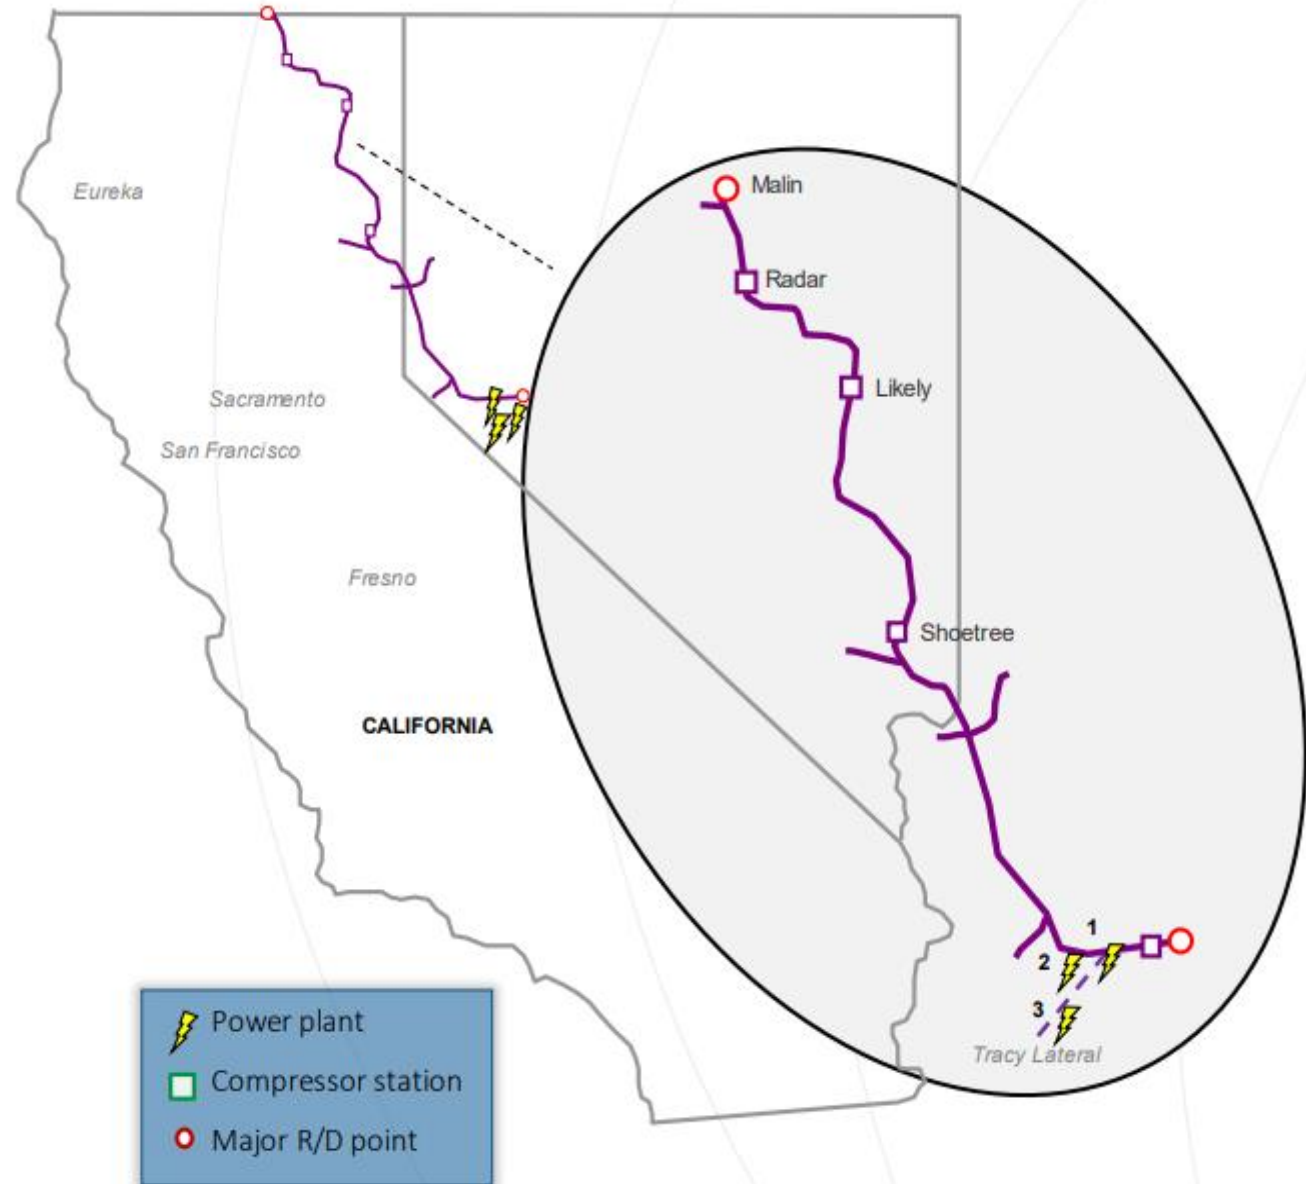 Eureka
Malin
Radar
Likely
Sacramento
San Francisco
Fresno
Shoetree
CALIFORNIA
1
2
3
Tracy Lateral
Power plant
Compressor station
Major R/D point